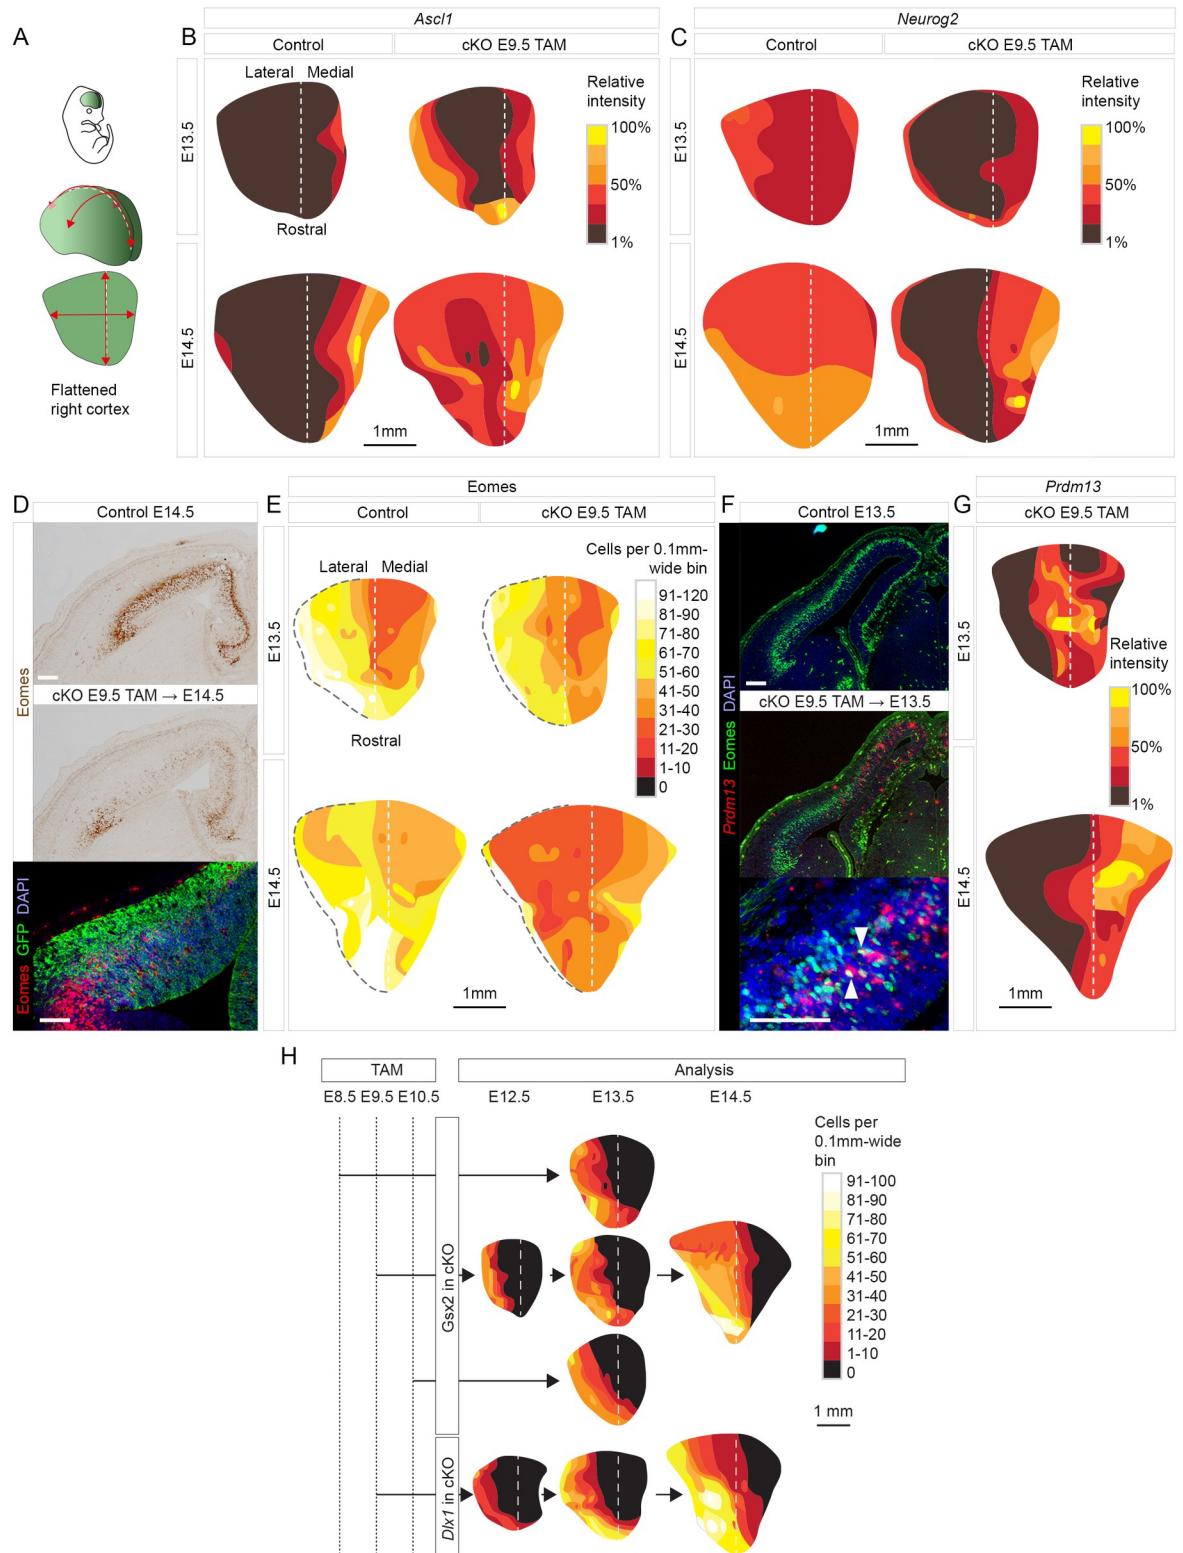 A
Flattened
right cortex
B
Ascl1
Control
cKO E9.5 TAM
E13.5
E14.5
Lateral Medial
Rostral
Relative
intensity
100%
50%
1%
1mm
C
Neurog2
Control
cKO E9.5 TAM
E13.5
E14.5
Relative
intensity
100%
50%
1%
1mm
D
Control E14.5
Eomes
cKO E9.5 TAM → E14.5
Eomes GFP DAPI
E
Eomes
Control
cKO E9.5 TAM
E13.5
E14.5
Lateral Medial
Rostral
Cells per 0.1mm-
wide bin
91-120
81-90
71-80
61-70
51-60
41-50
31-40
21-30
11-20
1-10
0
1mm
F
Control E13.5
cKO E9.5 TAM → E13.5
Prdm13 Eomes DAPI
G
Prdm13
cKO E9.5 TAM
E13.5
E14.5
Relative
intensity
100%
50%
1%
1mm
H
TAM
Analysis
E8.5 E9.5 E10.5
E12.5
E13.5
E14.5
Gsx2 in cKO
Dlx1 in cKO
Cells per
0.1mm-wide
bin
91-100
81-90
71-80
61-70
51-60
41-50
31-40
21-30
11-20
1-10
0
1 mm